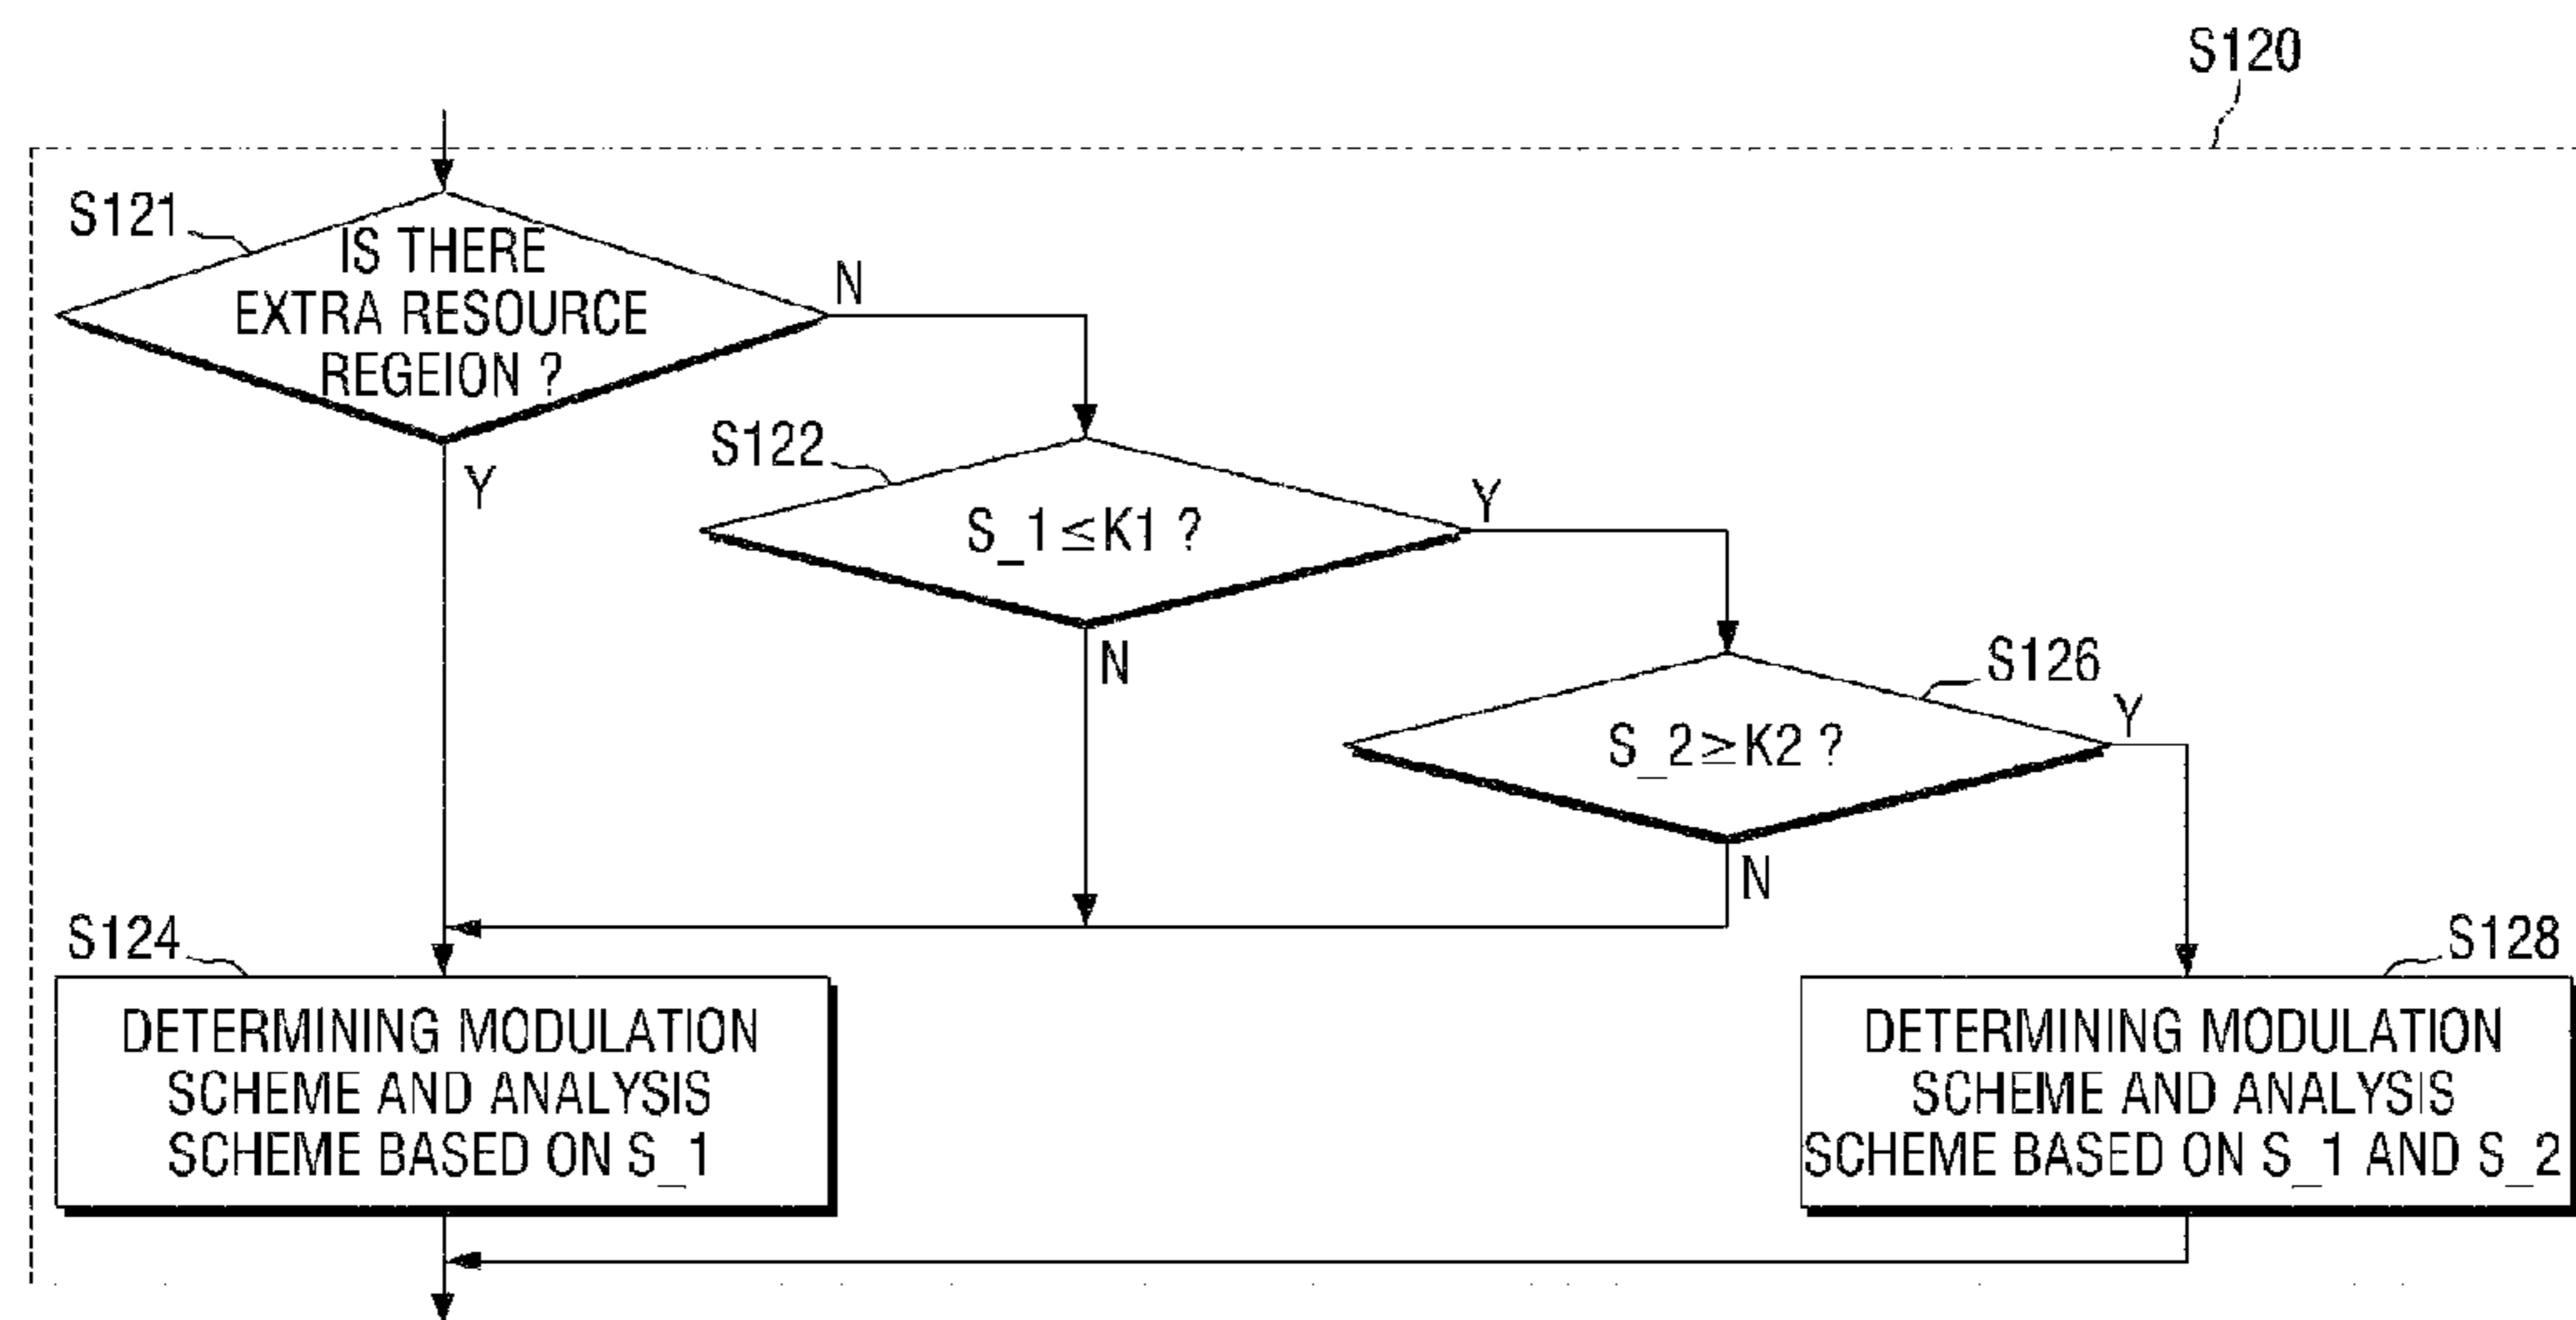 S120
S121
IS THERE
EXTRA RESOURCE
REGEION ?
N
Y
S122
S_1≤K1 ?
Y
N
S126
S_2≥K2 ?
Y
N
S124
DETERMINING MODULATION
SCHEME AND ANALYSIS
SCHEME BASED ON S_1
S128
DETERMINING MODULATION
SCHEME AND ANALYSIS
SCHEME BASED ON S_1 AND S_2